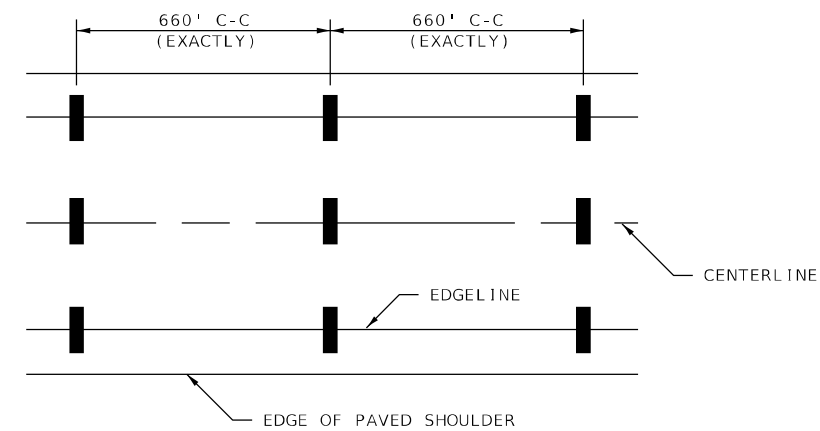 660' C-C
(EXACTLY)
660' C-C
(EXACTLY)
CENTERLINE
EDGELINE
EDGE OF PAVED SHOULDER